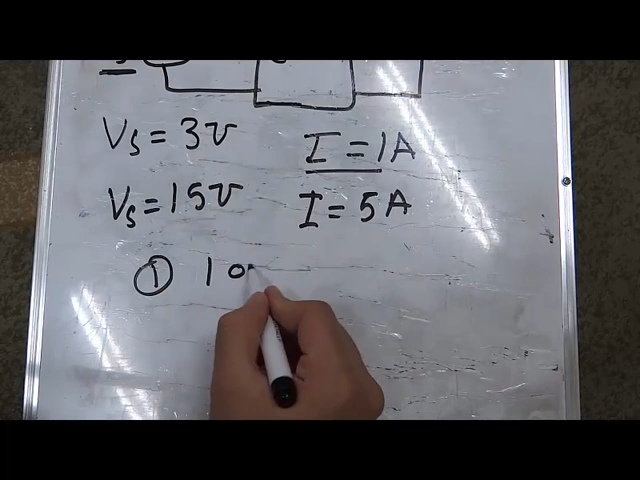 Vs = 3v I = 1A
Vs = 15v I = 5A
① 10